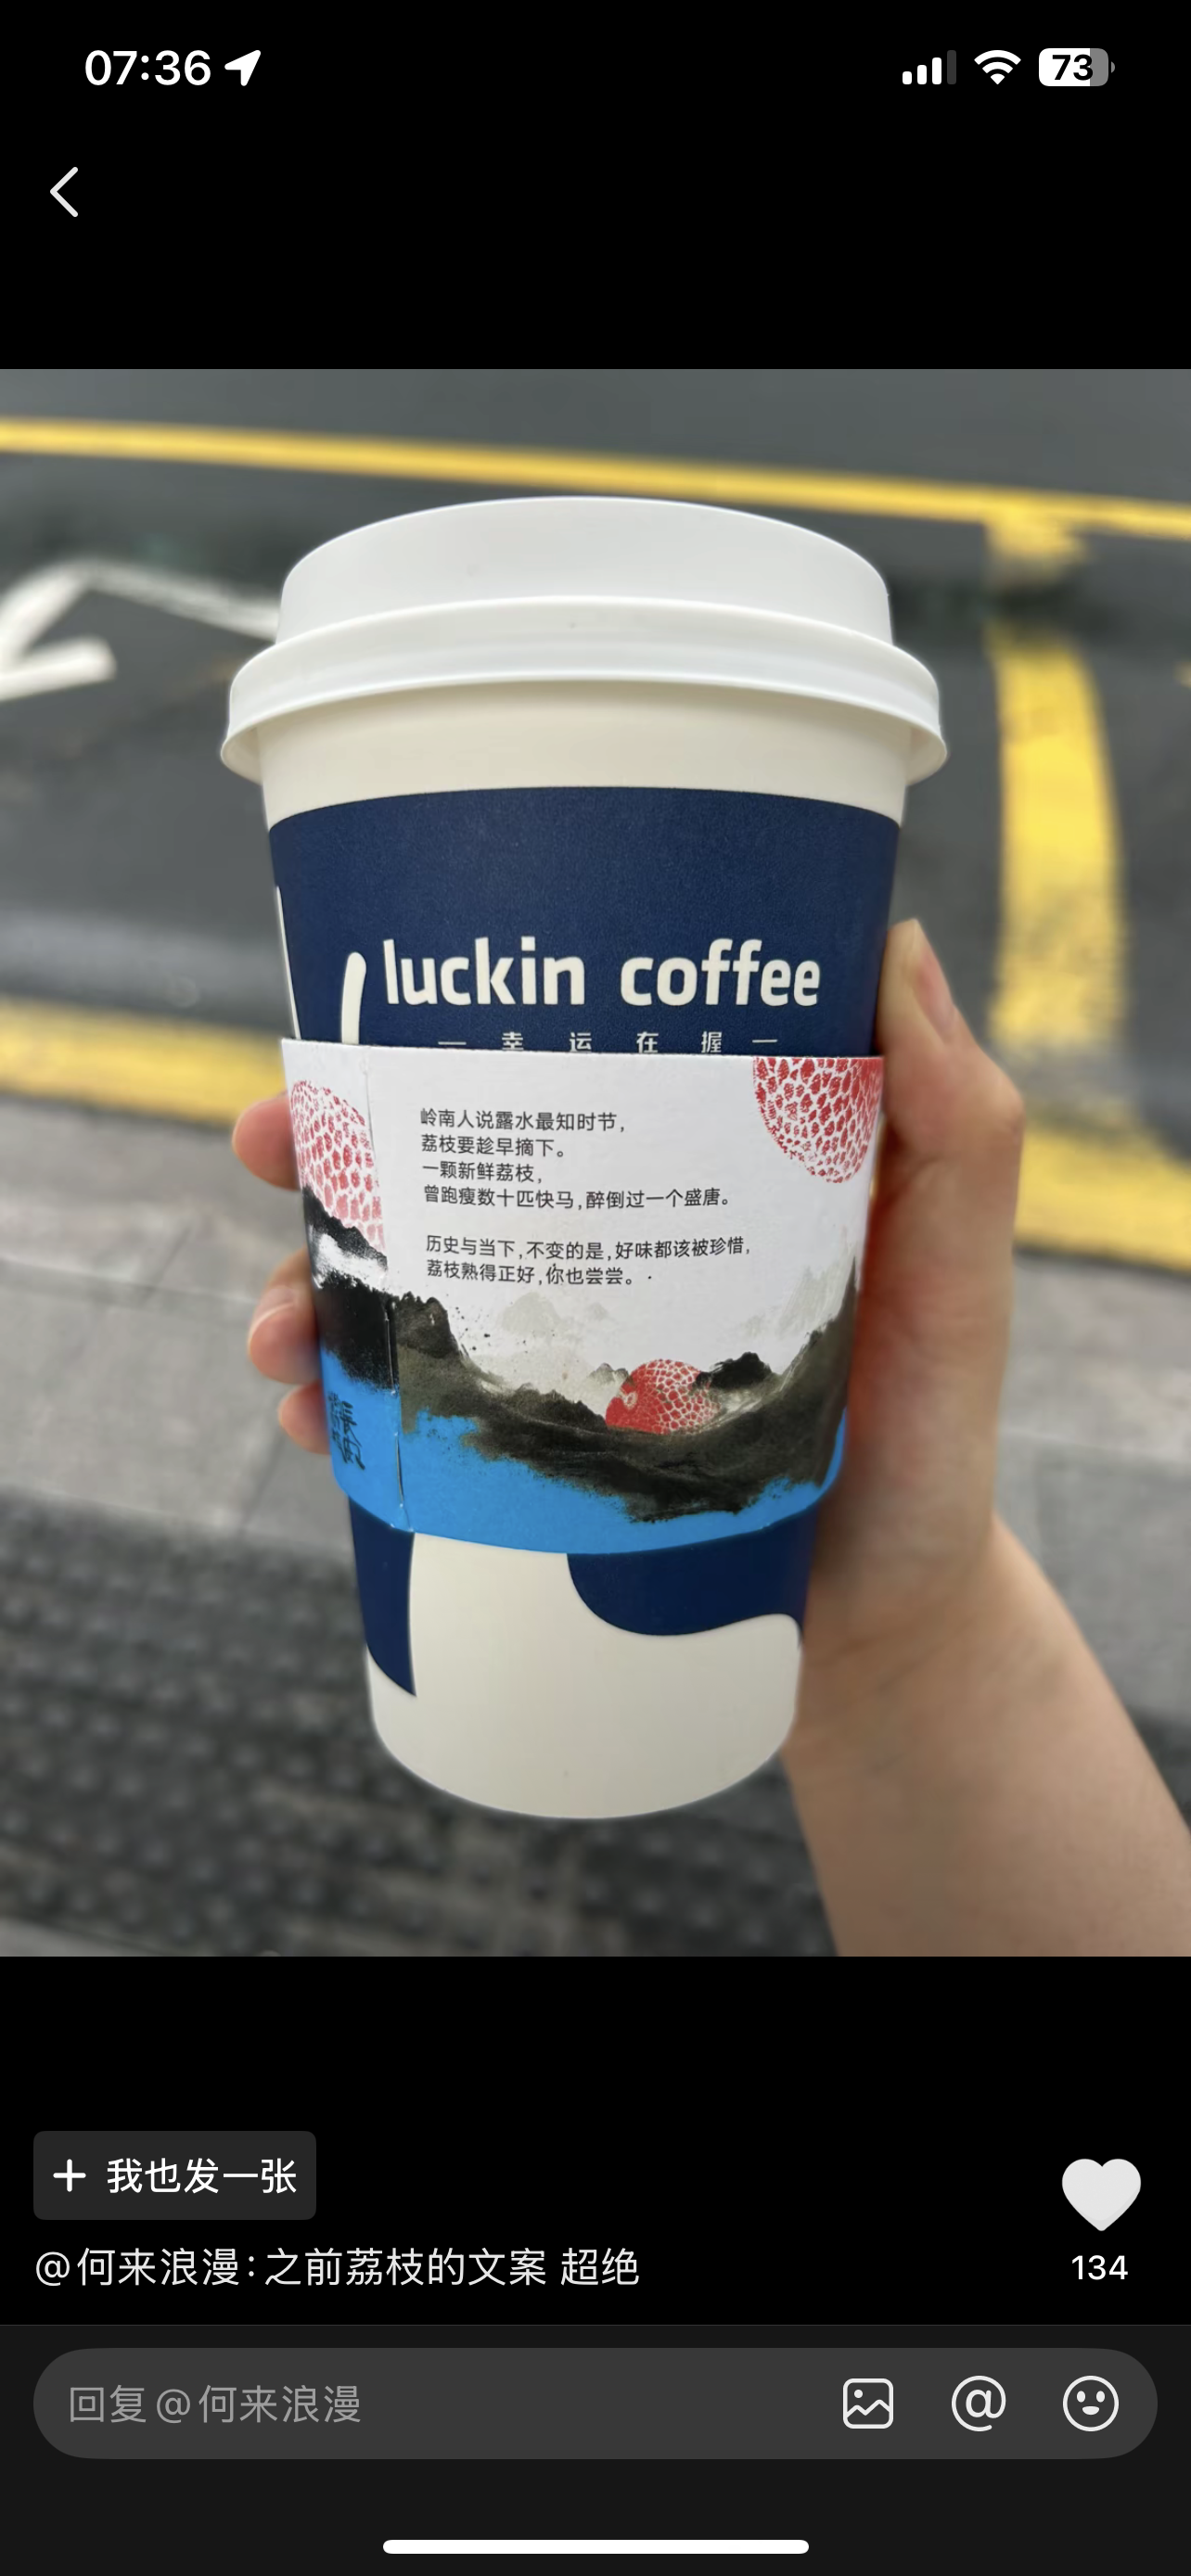 07:36
73
luckin coffee
— 幸 运 在 握 —
岭南人说露水最知时节,
荔枝要趁早摘下。
一颗新鲜荔枝,
曾跑瘦数十匹快马,醉倒过一个盛唐。
历史与当下,不变的是,好味都该被珍惜,
荔枝熟得正好,你也尝尝。
+ 我也发一张
@何来浪漫:之前荔枝的文案 超绝
134
回复@何来浪漫